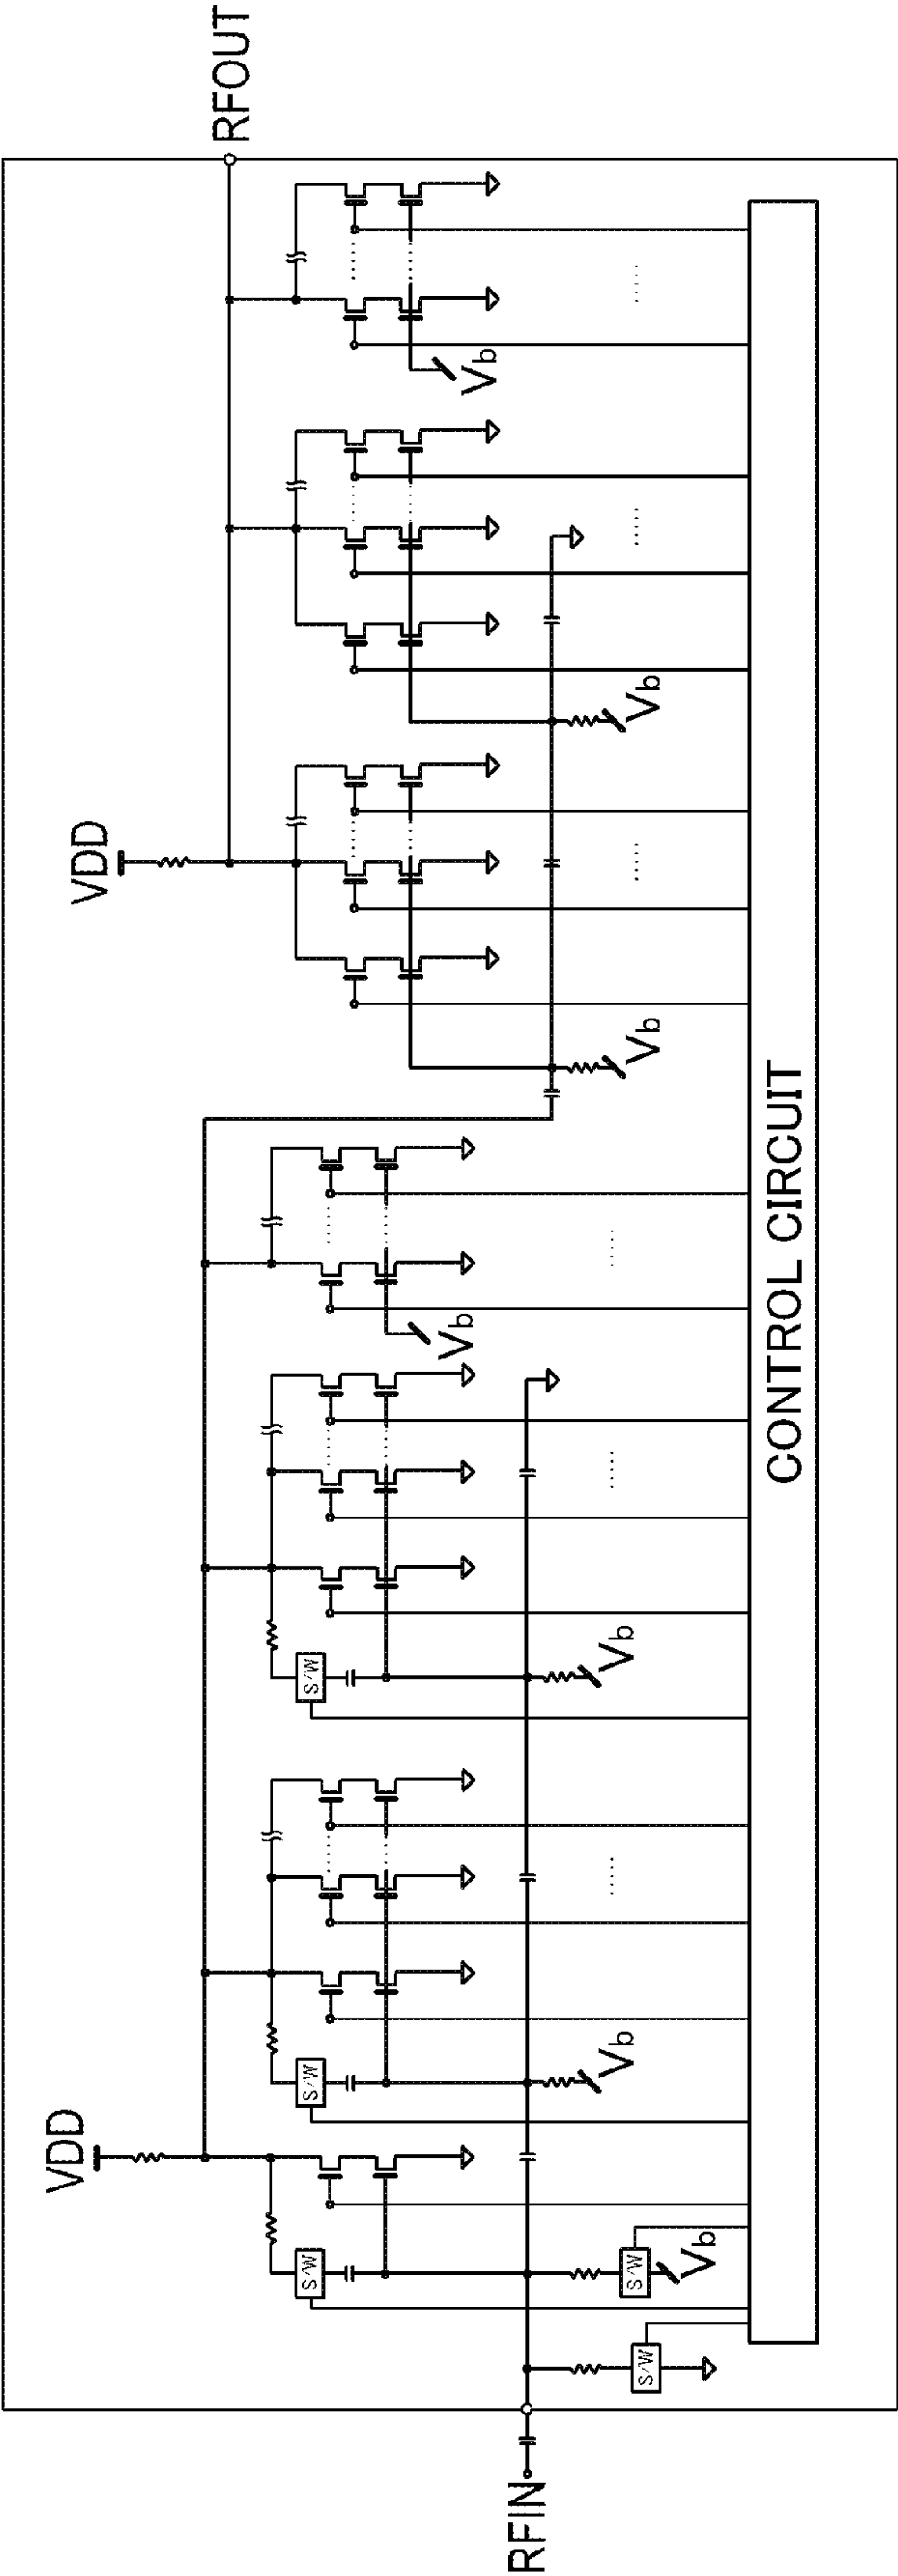 VDD
VDD
RFOUT
S/W
S/W
S/W
Vb
Vb
Vb
Vb
RFIN
S/W
S/W
Vb
Vb
Vb
CONTROL CIRCUIT